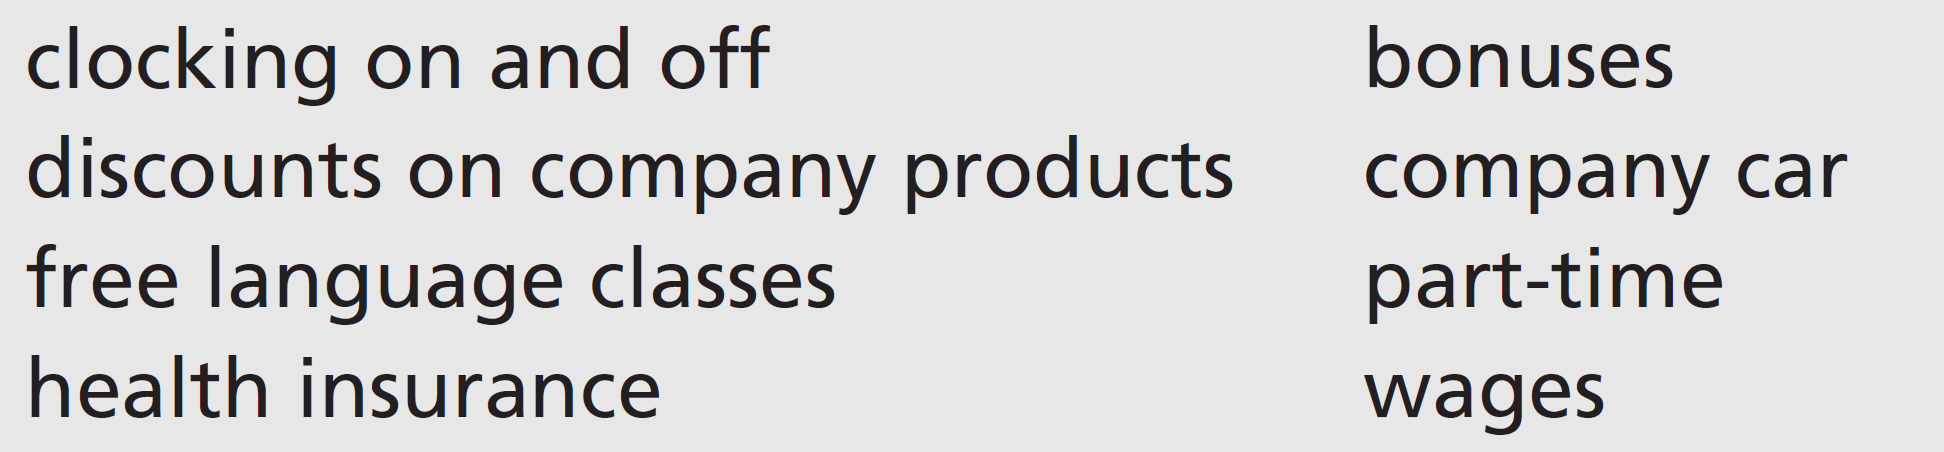 clocking on and off
discounts on company products
free language classes
health insurance
bonuses
company car
part-time
wages